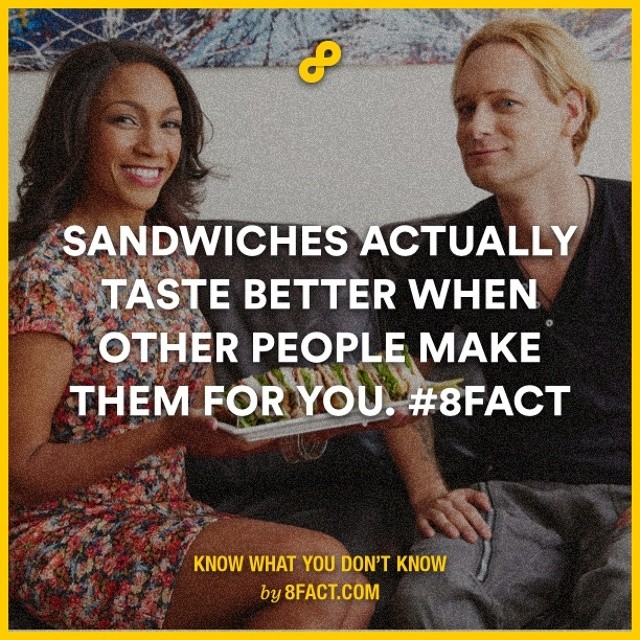 SANDWICHES ACTUALLY
TASTE BETTER WHEN
OTHER PEOPLE MAKE
THEM FOR YOU. #8FACT
KNOW WHAT YOU DON'T KNOW
by 8FACT.COM